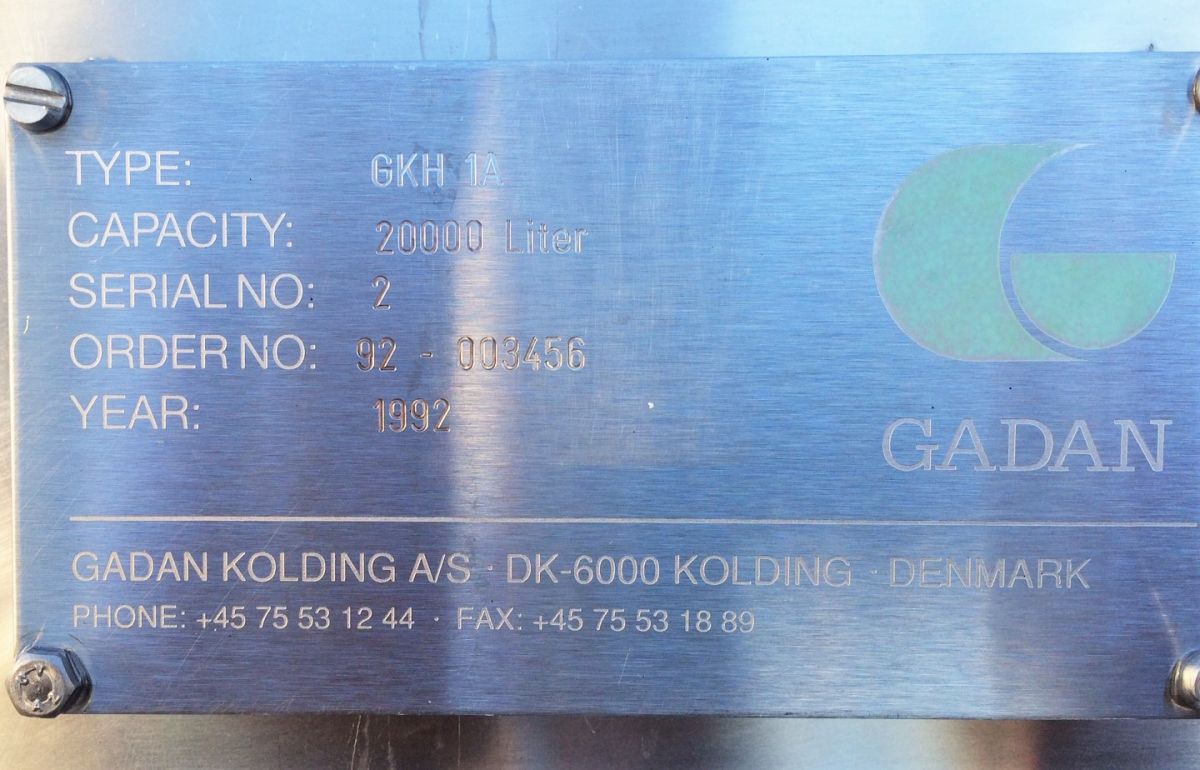 TYPE: GKH 1A
CAPACITY: 20000 Liter
SERIAL NO: 2
ORDER NO: 92 - 003456
YEAR: 1992
GADAN
GADAN KOLDING A/S · DK-6000 KOLDING · DENMARK
PHONE: +45 75 53 12 44 · FAX: +45 75 53 18 89